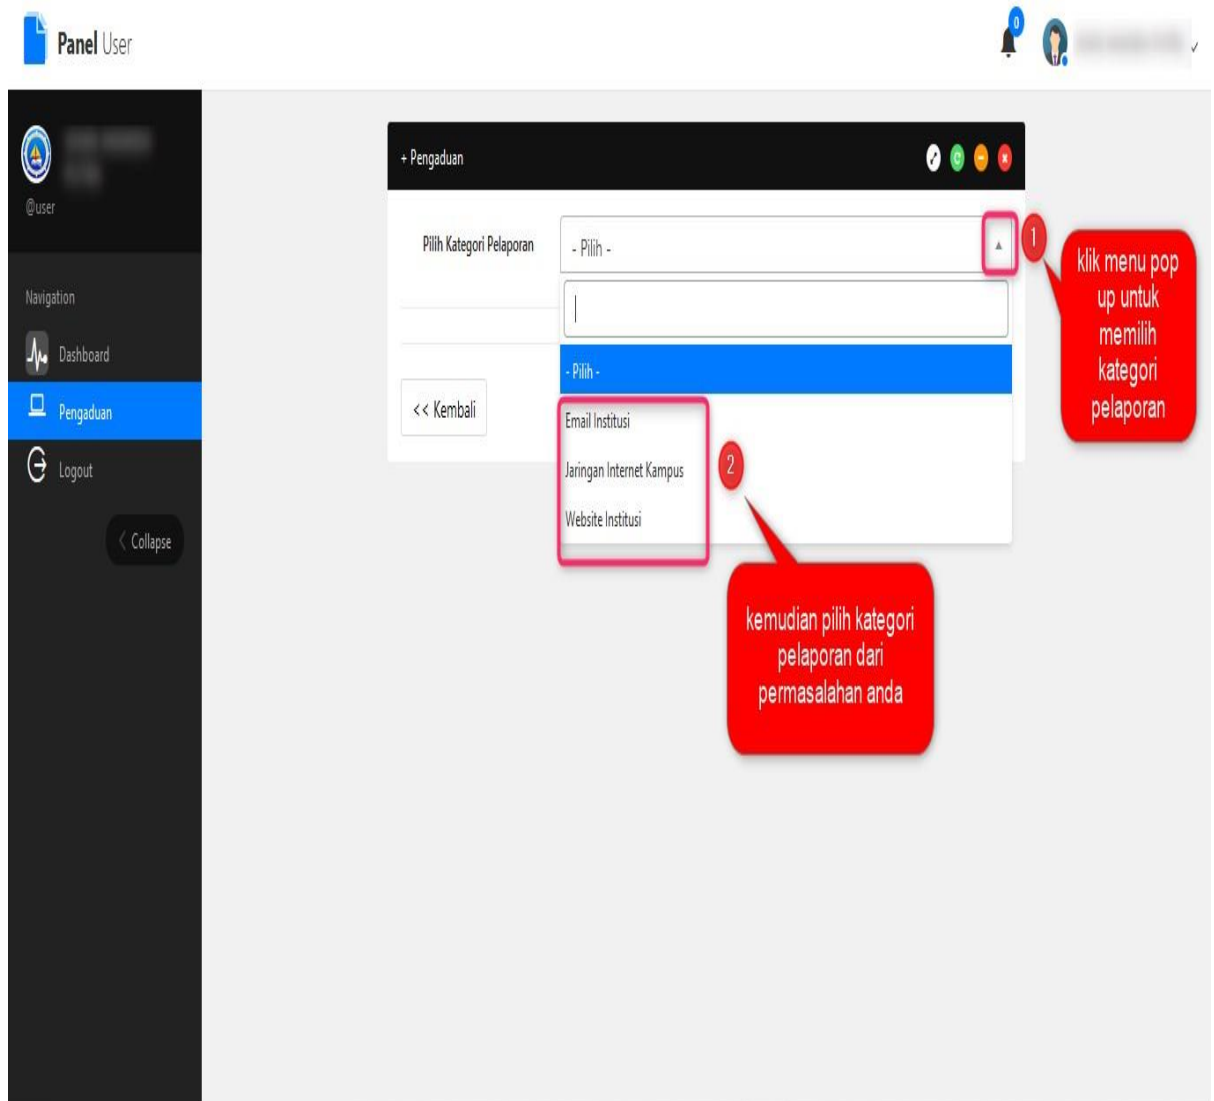 Panel User
0
@user
Navigation
Dashboard
Pengaduan
Logout
Collapse
+ Pengaduan
Pilih Kategori Pelaporan
- Pilih -
- Pilih -
Email Institusi
Jaringan Internet Kampus
Website Institusi
<< Kembali
1
klik menu pop
up untuk
memilih
kategori
pelaporan
2
kemudian pilih kategori
pelaporan dari
permasalahan anda